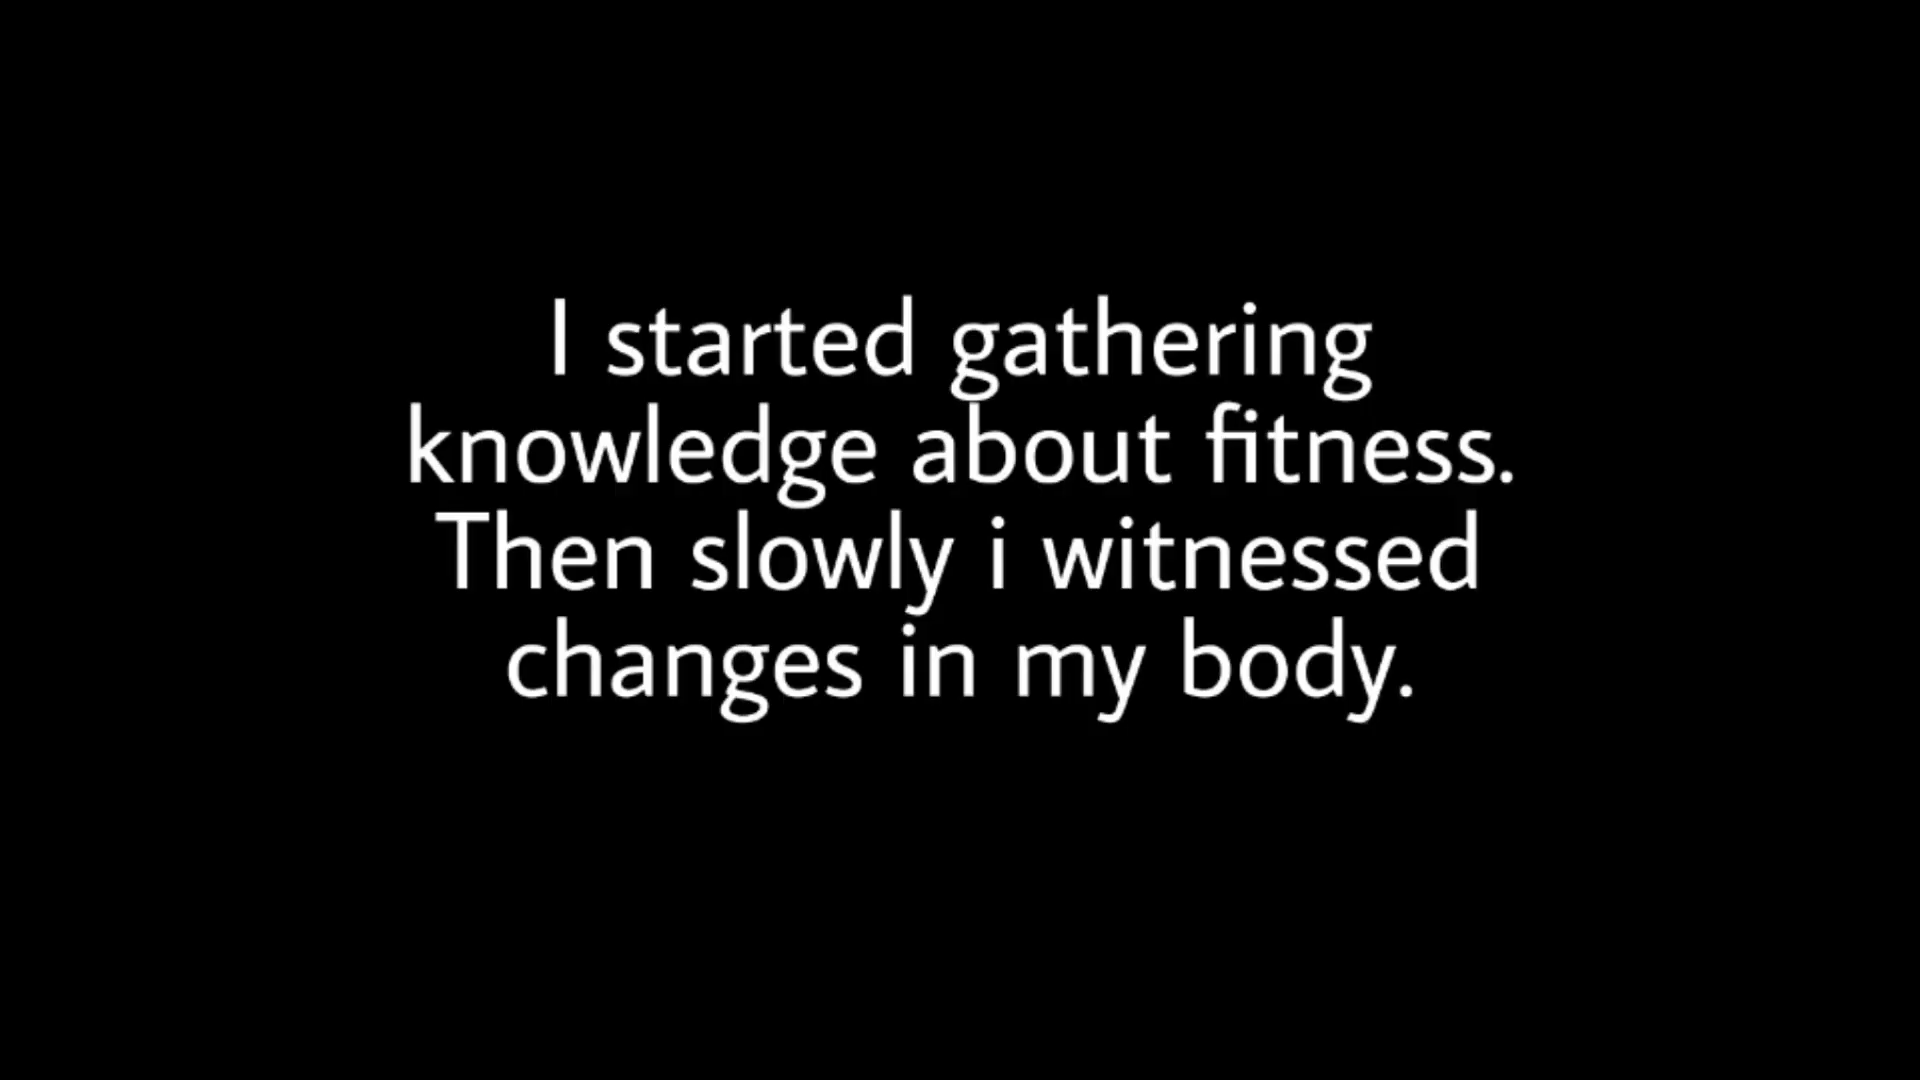 I started gathering
knowledge about fitness.
Then slowly i witnessed
changes in my body.